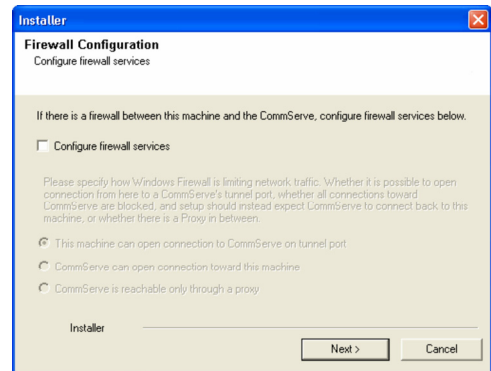 Installer
Firewall Configuration
Configure firewall services
If there is a firewall between this machine and the CommServe, configure firewall services below.
Configure firewall services
Please specify how Windows Firewall is limiting network traffic. Whether it is possible to open
connection from here to a CommServe's tunnel port, whether all connections toward
CommServe are blocked, and setup should instead expect CommServe to connect back to this
machine, or whether there is a Proxy in between.
This machine can open connection to CommServe on tunnel port
CommServe can open connection toward this machine
CommServe is reachable only through a proxy
Installer
Next >
Cancel